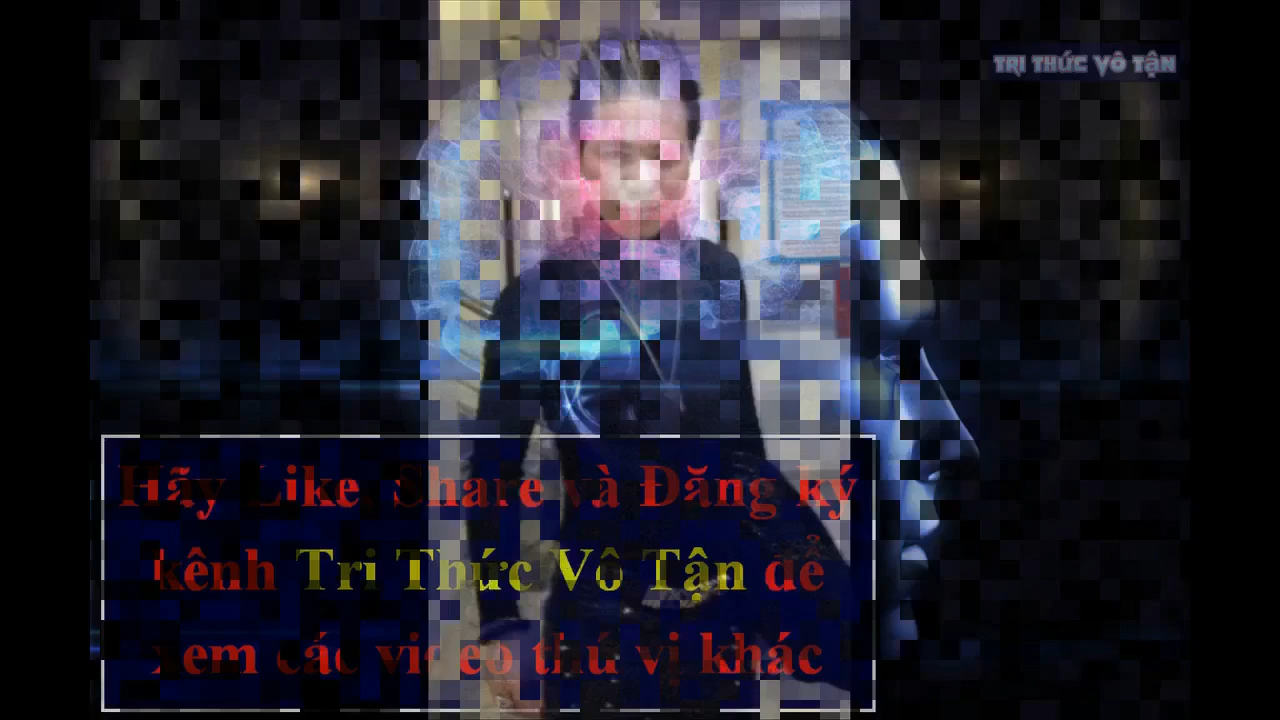 TRI THỨC VÔ TẬN
Hãy Like, Share và Đăng ký
kênh Tri Thức Vô Tận để
xem các video thú vị khác